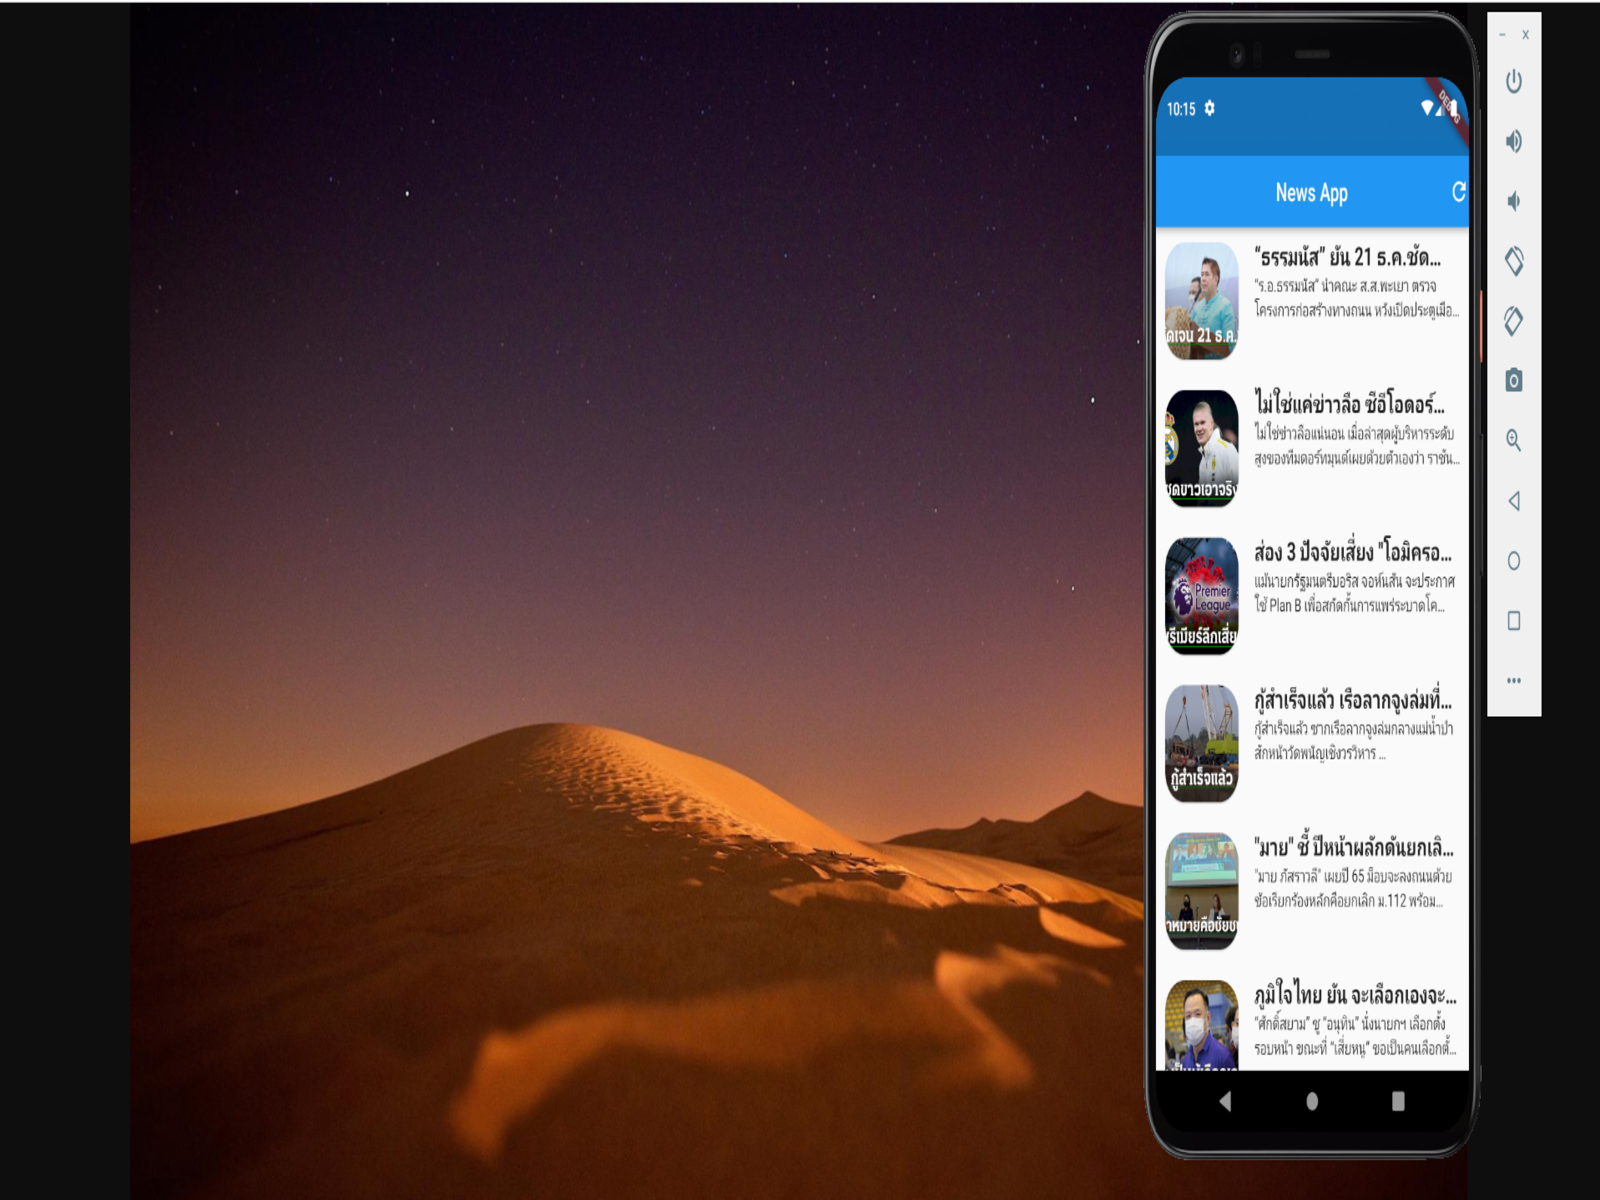 10:15
DEBUG
News App
“ธรรมนัส” ยัน 21 ธ.ค.ชัด...
"ร.อ.ธรรมนัส" นำคณะ ส.ส.พะเยา ตรวจ
โครงการก่อสร้างทางถนน หวังเปิดประตูเมือ...
ัดเจน 21 ธ.ค.
ไม่ใช่แค่ข่าวลือ ซีอีโอดอร์...
ไม่ใช่ข่าวลือแน่นอน เมื่อล่าสุดผู้บริหารระดับ
สูงของทีมดอร์ทมุนด์เผยด้วยตัวเองว่า ราชัน...
ชุดขาวเอาจริง
ส่อง 3 ปัจจัยเสี่ยง "โอมิครอ...
แม้นายกรัฐมนตรีบอริส จอห์นสัน จะประกาศ
ใช้ Plan B เพื่อสกัดกั้นการแพร่ระบาดโค...
Premier
League
พรีเมียร์ลีกเสี่ย
กู้สำเร็จแล้ว เรือลากจูงล่มที่...
กู้สำเร็จแล้ว ซากเรือลากจูงล่มกลางแม่น้ำป่า
สักหน้าวัดพนัญเชิงวรวิหาร ...
กู้สำเร็จแล้ว
"มาย" ชี้ ปีหน้าผลักดันยกเลิ...
"มาย ภัสราวลี" เผยปี 65 ม็อบจะลงถนนด้วย
ข้อเรียกร้องหลักคือยกเลิก ม.112 พร้อม...
าหมายคือชัยช
ภูมิใจไทย ยัน จะเลือกเองจะ...
“ศักดิ์สยาม” ชู “อนุทิน” นั่งนายกฯ เลือกตั้ง
รอบหน้า ขณะที่ “เสี่ยหนู” ขอเป็นคนเลือกตั้...